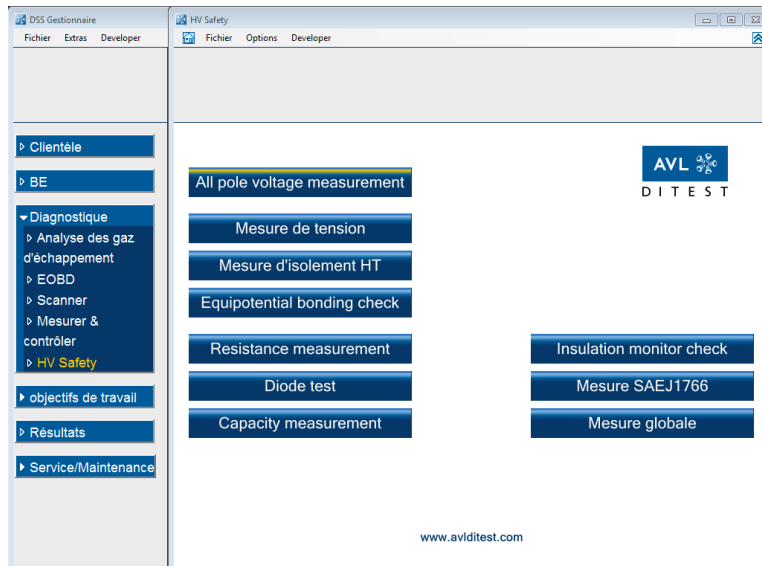 DSS Gestionnaire
Fichier Extras Developer
Clientèle
BE
Diagnostique
Analyse des gaz
d'échappement
EOBD
Scanner
Mesurer &
contrôler
HV Safety
objectifs de travail
Résultats
Service/Maintenance
HV Safety
Fichier Options Developer
AVL
DITEST
All pole voltage measurement
Mesure de tension
Mesure d'isolement HT
Equipotential bonding check
Resistance measurement
Diode test
Capacity measurement
Insulation monitor check
Mesure SAEJ1766
Mesure globale
www.avlditest.com